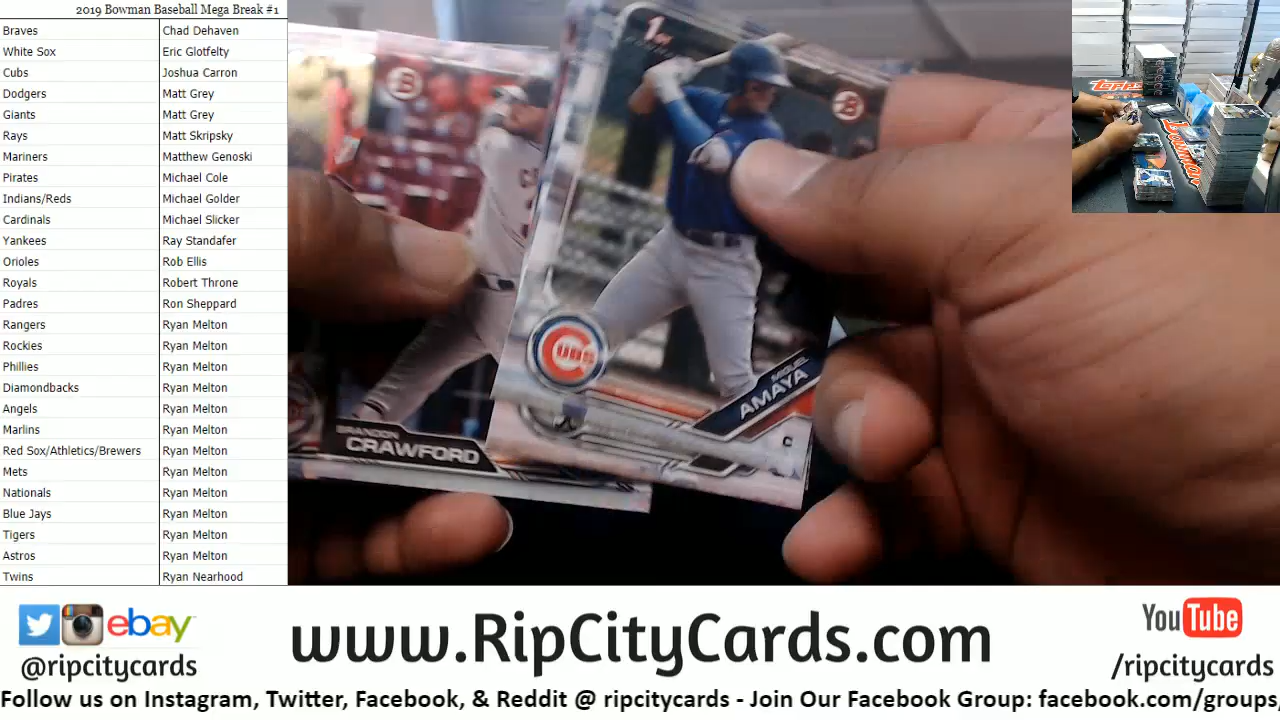 2019 Bowman Baseball Mega Break #1
Braves Chad Dehaven
White Sox Eric Glotfelty
Cubs Joshua Carron
Dodgers Matt Grey
Giants Matt Grey
Rays Matt Skripsky
Mariners Matthew Genoski
Pirates Michael Cole
Indians/Reds Michael Golder
Cardinals Michael Slicker
Yankees Ray Standafer
Orioles Rob Ellis
Royals Robert Throne
Padres Ron Sheppard
Rangers Ryan Melton
Rockies Ryan Melton
Phillies Ryan Melton
Diamondbacks Ryan Melton
Angels Ryan Melton
Marlins Ryan Melton
Red Sox/Athletics/Brewers Ryan Melton
Mets Ryan Melton
Nationals Ryan Melton
Blue Jays Ryan Melton
Tigers Ryan Melton
Astros Ryan Melton
Twins Ryan Nearhood
1st
B
B
CUBS
MIGUEL
AMAYA
C
BRANDON
CRAWFORD
TOPPS
BOWMAN
ebay
@ripcitycards
www.RipCityCards.com
YouTube
/ripcitycards
Follow us on Instagram, Twitter, Facebook, & Reddit @ ripcitycards - Join Our Facebook Group: facebook.com/groups/